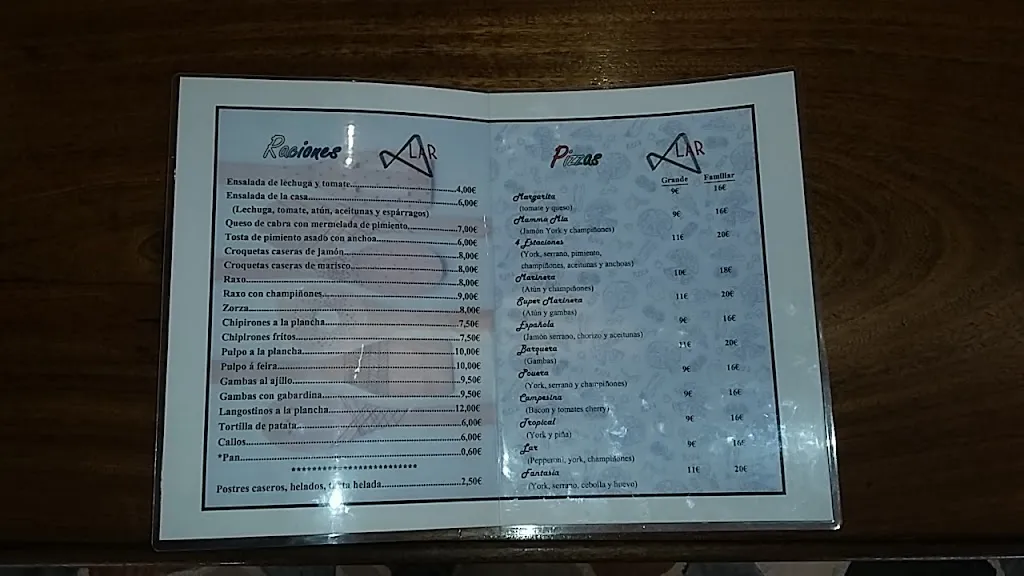 Raciones
ALAR
Ensalada de lechuga y tomate 4,00€
Ensalada de la casa 6,00€
(Lechuga, tomate, atún, aceitunas y espárragos)
Queso de cabra con mermelada de pimiento 7,00€
Tosta de pimiento asado con anchoa 6,00€
Croquetas caseras de Jamón 8,00€
Croquetas caseras de marisco 8,00€
Raxo 8,00€
Raxo con champiñones 9,00€
Zorza 8,00€
Chipirones a la plancha 7,50€
Chipirones fritos 7,50€
Pulpo a la plancha 10,00€
Pulpo á feira 10,00€
Gambas al ajillo 9,50€
Gambas con gabardina 9,50€
Langostinos a la plancha 12,00€
Tortilla de patata 6,00€
Callos 6,00€
*Pan 0,60€
*************************
Postres caseros, helados, tarta helada 2,50€
Pizzas
ALAR
Grande Familiar
Margarita 9€ 16€
(tomate y queso)
Mamma Mia 9€ 16€
(Jamón York y champiñones)
4 Estaciones 11€ 20€
(York, serrano, pimiento,
champiñones, aceitunas y anchoas)
Marinera 10€ 18€
(Atún y champiñones)
Super Marinera 11€ 20€
(Atún y gambas)
Española 9€ 16€
(Jamón serrano, chorizo y aceitunas)
Barquera 11€ 20€
(Gambas)
Pouera 9€ 16€
(York, serrano y champiñones)
Campesina 9€ 16€
(Bacon y tomates cherry)
Tropical 9€ 16€
(York y piña)
Lar 9€ 16€
(Pepperoni, york, champiñones)
Fantasía 11€ 20€
(York, serrano, cebolla y huevo)